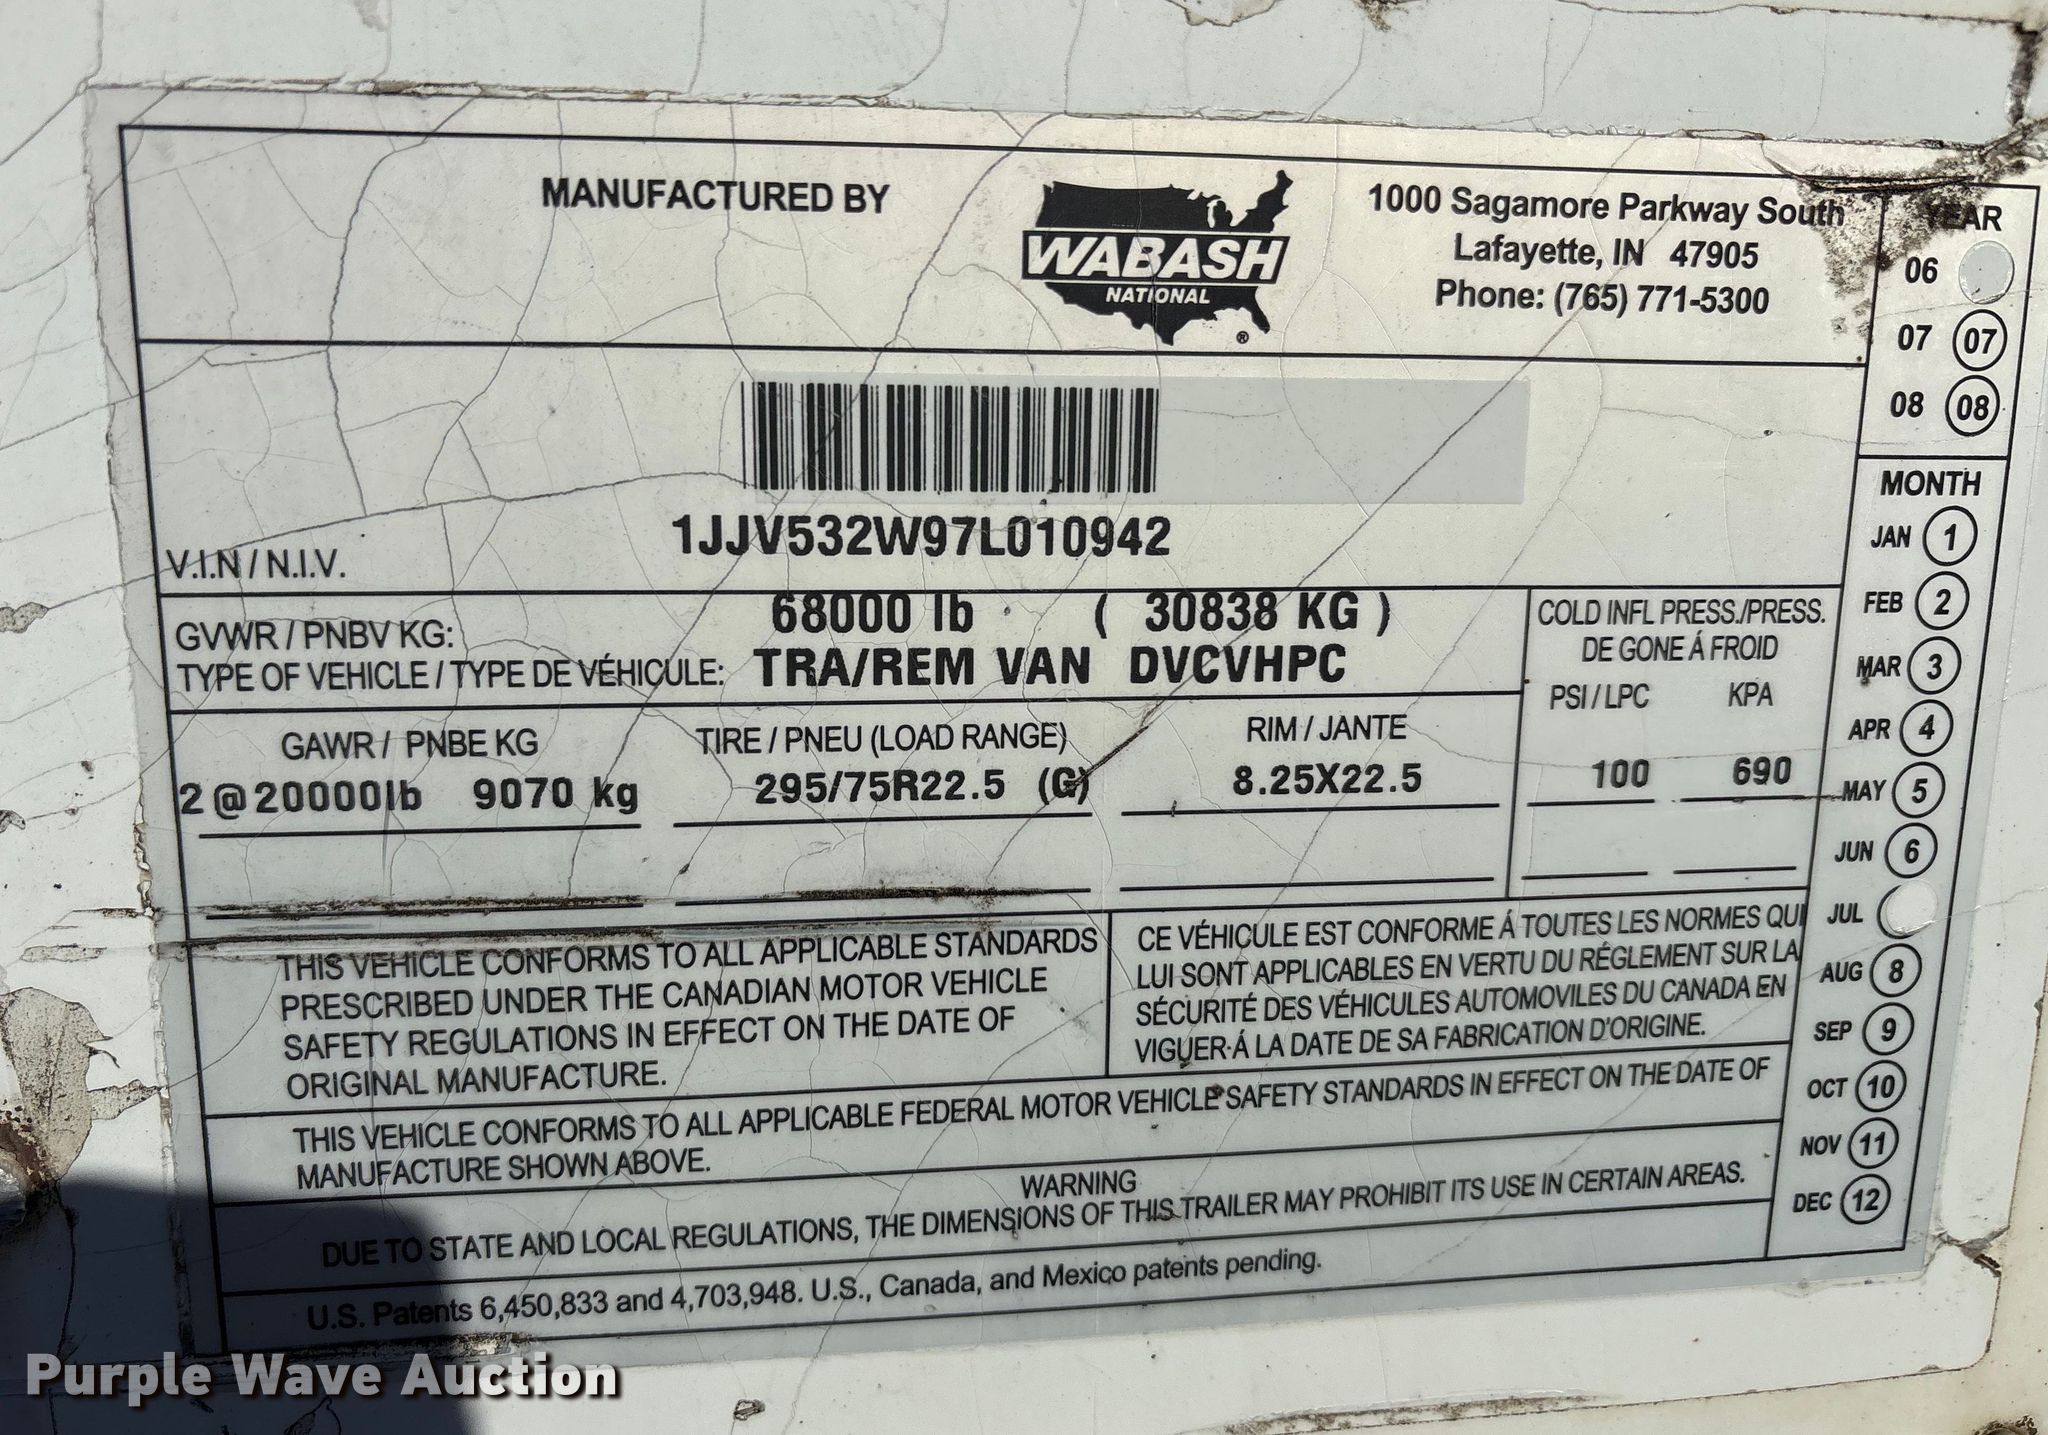 MANUFACTURED BY
WABASH
NATIONAL
®
1000 Sagamore Parkway South
Lafayette, IN 47905
Phone: (765) 771-5300
YEAR
06
07 07
08 08
1JJV532W97L010942
V.I.N / N.I.V.
GVWR / PNBV KG: 68000 lb ( 30838 KG )
TYPE OF VEHICLE / TYPE DE VÉHICULE: TRA/REM VAN DVCVHPC
COLD INFL PRESS./PRESS.
DE GONE Á FROID
PSI / LPC KPA
100 690
GAWR / PNBE KG TIRE / PNEU (LOAD RANGE) RIM / JANTE
2@20000lb 9070 kg 295/75R22.5 (G) 8.25X22.5
MONTH
JAN 1
FEB 2
MAR 3
APR 4
MAY 5
JUN 6
JUL
AUG 8
SEP 9
OCT 10
NOV 11
DEC 12
THIS VEHICLE CONFORMS TO ALL APPLICABLE STANDARDS
PRESCRIBED UNDER THE CANADIAN MOTOR VEHICLE
SAFETY REGULATIONS IN EFFECT ON THE DATE OF
ORIGINAL MANUFACTURE.
CE VÉHICULE EST CONFORME Á TOUTES LES NORMES QUI
LUI SONT APPLICABLES EN VERTU DU RÉGLEMENT SUR LA
SÉCURITÉ DES VÉHICULES AUTOMOVILES DU CANADA EN
VIGUER Á LA DATE DE SA FABRICATION D'ORIGINE.
THIS VEHICLE CONFORMS TO ALL APPLICABLE FEDERAL MOTOR VEHICLE SAFETY STANDARDS IN EFFECT ON THE DATE OF
MANUFACTURE SHOWN ABOVE.
WARNING
DUE TO STATE AND LOCAL REGULATIONS, THE DIMENSIONS OF THIS TRAILER MAY PROHIBIT ITS USE IN CERTAIN AREAS.
U.S. Patents 6,450,833 and 4,703,948. U.S., Canada, and Mexico patents pending.
Purple Wave Auction